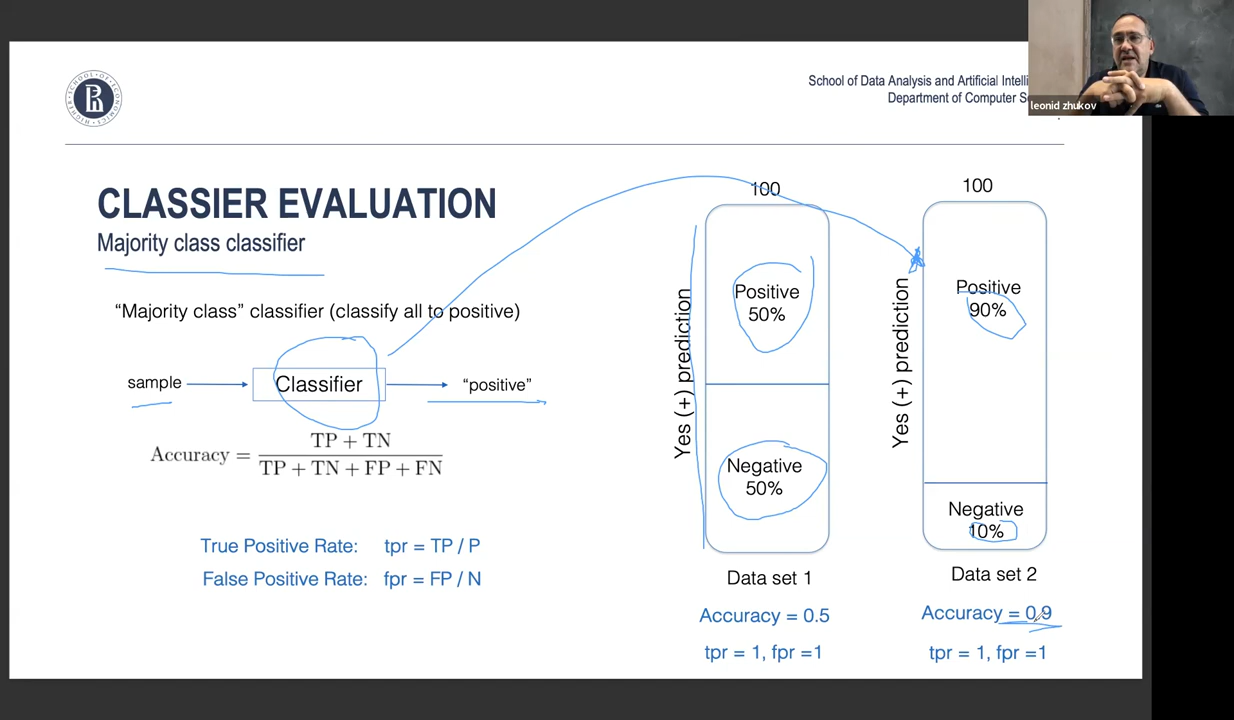 School of Data Analysis and Artificial Intelli
Department of Computer S
leonid zhukov
CLASSIER EVALUATION
Majority class classifier
“Majority class” classifier (classify all to positive)
sample
Classifier
“positive”
Accuracy = TP + TN
TP + TN + FP + FN
True Positive Rate: tpr = TP / P
False Positive Rate: fpr = FP / N
100
Yes (+) prediction
Positive
50%
Negative
50%
Data set 1
Accuracy = 0.5
tpr = 1, fpr =1
100
Yes (+) prediction
Positive
90%
Negative
10%
Data set 2
Accuracy = 0.9
tpr = 1, fpr =1